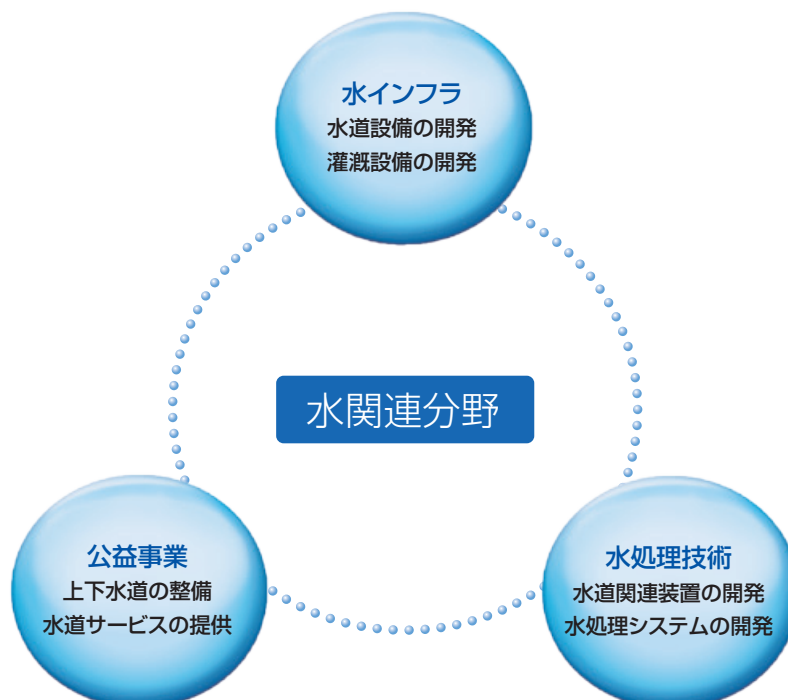 水インフラ
水道設備の開発
灌漑設備の開発
水関連分野
公益事業
上下水道の整備
水道サービスの提供
水処理技術
水道関連装置の開発
水処理システムの開発